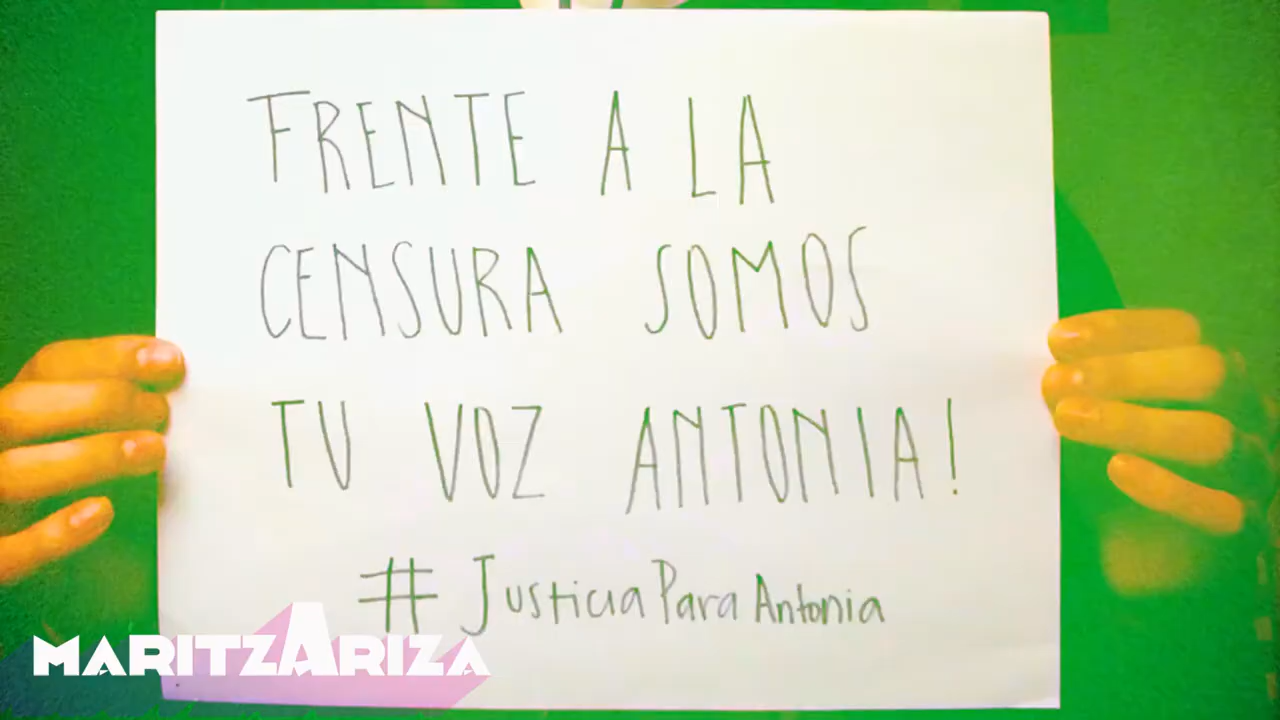 FRENTE A LA
CENSURA SOMOS
TU VOZ ANTONIA!
#JusticiaParaAntonia
MARITZARIZA